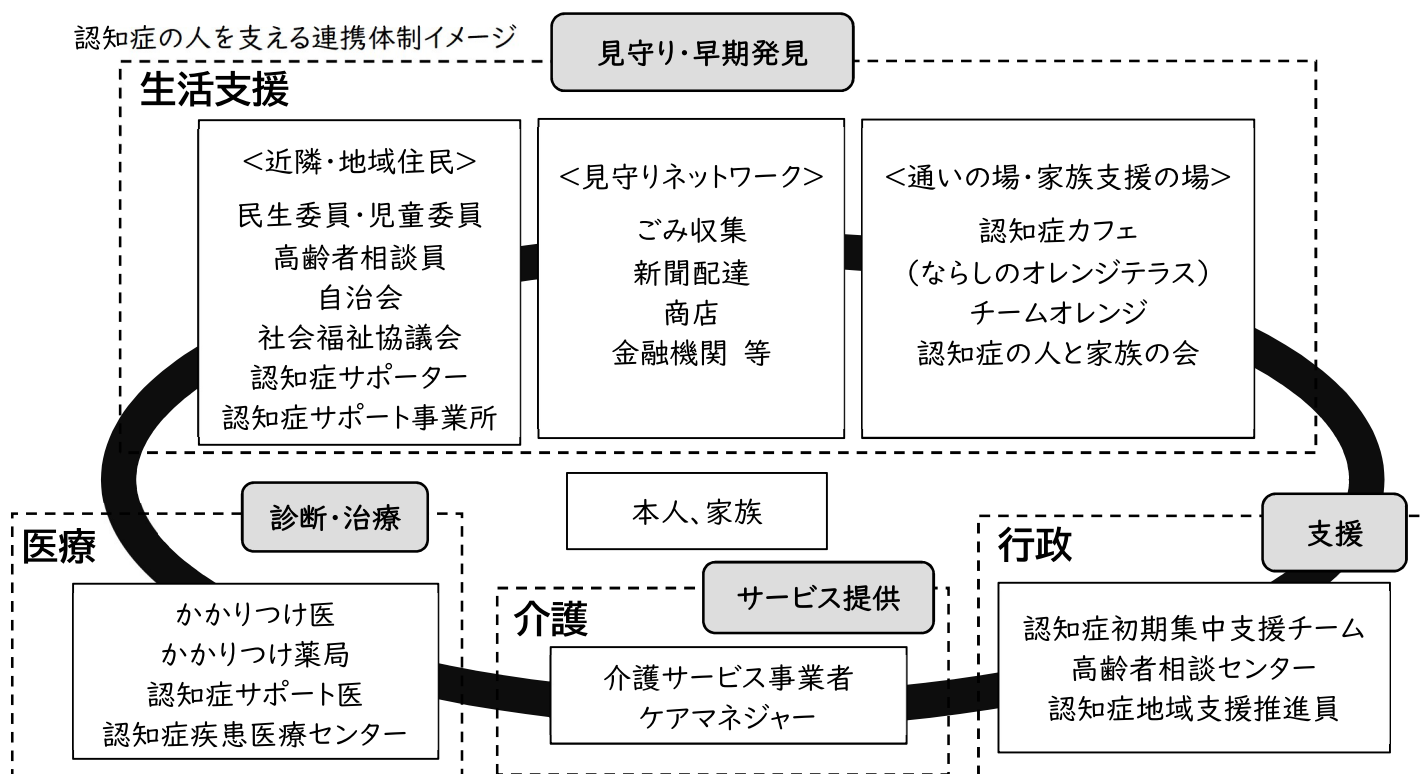 認知症の人を支える連携体制イメージ
見守り・早期発見
生活支援
<近隣・地域住民>
民生委員・児童委員
高齢者相談員
自治会
社会福祉協議会
認知症サポーター
認知症サポート事業所
<見守りネットワーク>
ごみ収集
新聞配達
商店
金融機関 等
<通いの場・家族支援の場>
認知症カフェ
(ならしのオレンジテラス)
チームオレンジ
認知症の人と家族の会
本人、家族
診断・治療
医療
かかりつけ医
かかりつけ薬局
認知症サポート医
認知症疾患医療センター
サービス提供
介護
介護サービス事業者
ケアマネジャー
支援
行政
認知症初期集中支援チーム
高齢者相談センター
認知症地域支援推進員